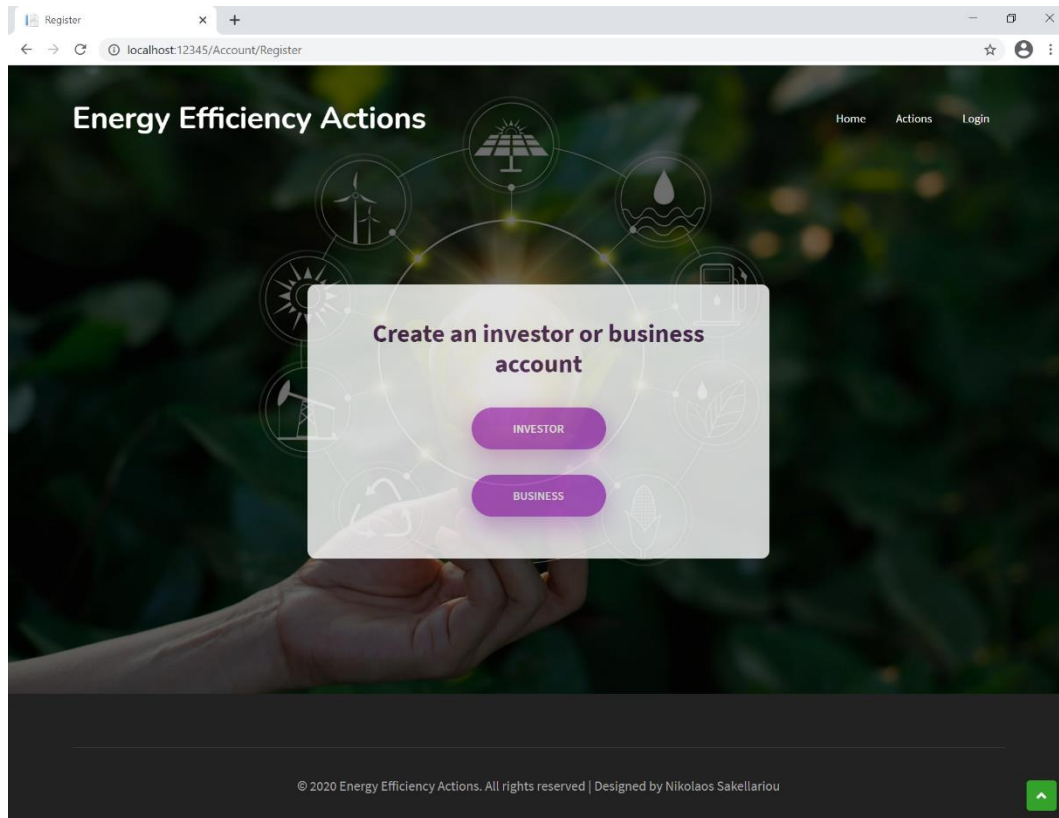 Register
localhost:12345/Account/Register
Energy Efficiency Actions
Home Actions Login
Create an investor or business
account
INVESTOR
BUSINESS
© 2020 Energy Efficiency Actions. All rights reserved | Designed by Nikolaos Sakellariou